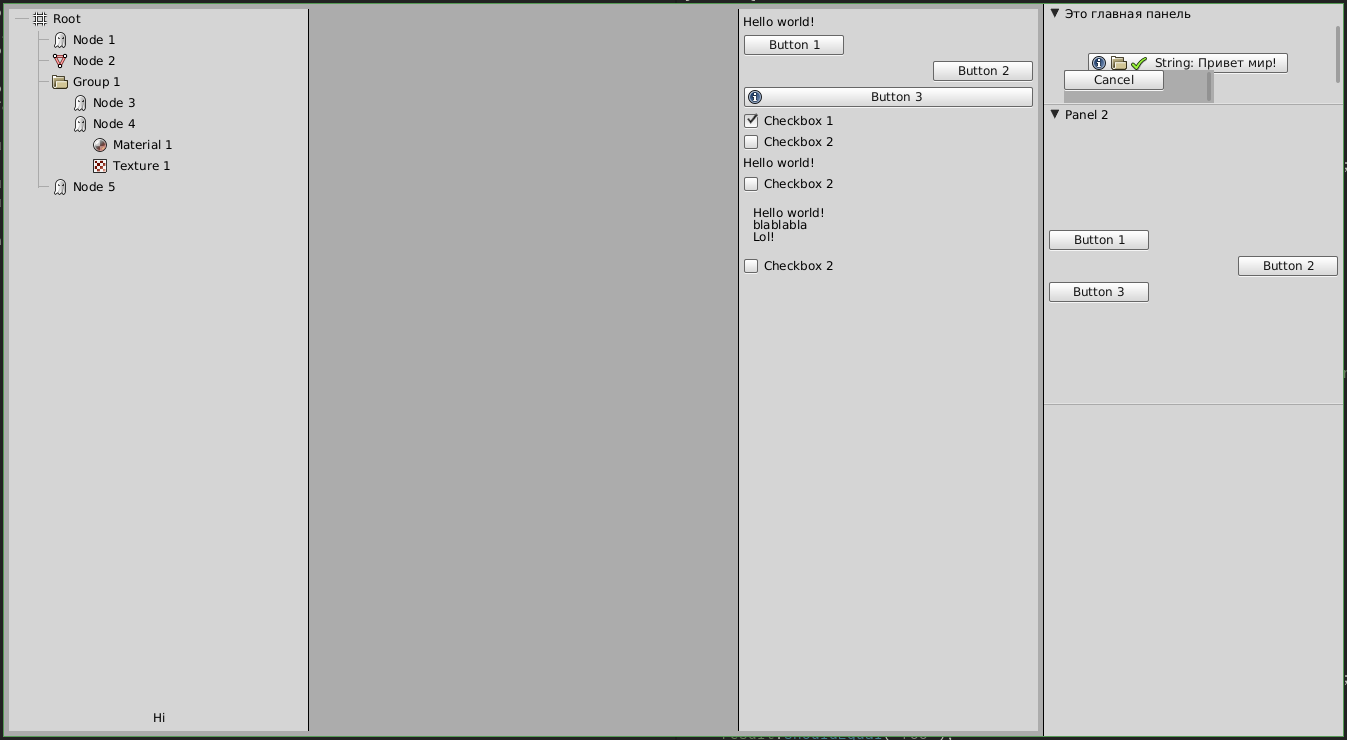 Root
Node 1
Node 2
Group 1
Node 3
Node 4
Material 1
Texture 1
Node 5
Hi
Hello world!
Button 1
Button 2
Button 3
Checkbox 1
Checkbox 2
Hello world!
Checkbox 2
Hello world!
blablabla
Lol!
Checkbox 2
Это главная панель
String: Привет мир!
Cancel
Panel 2
Button 1
Button 2
Button 3